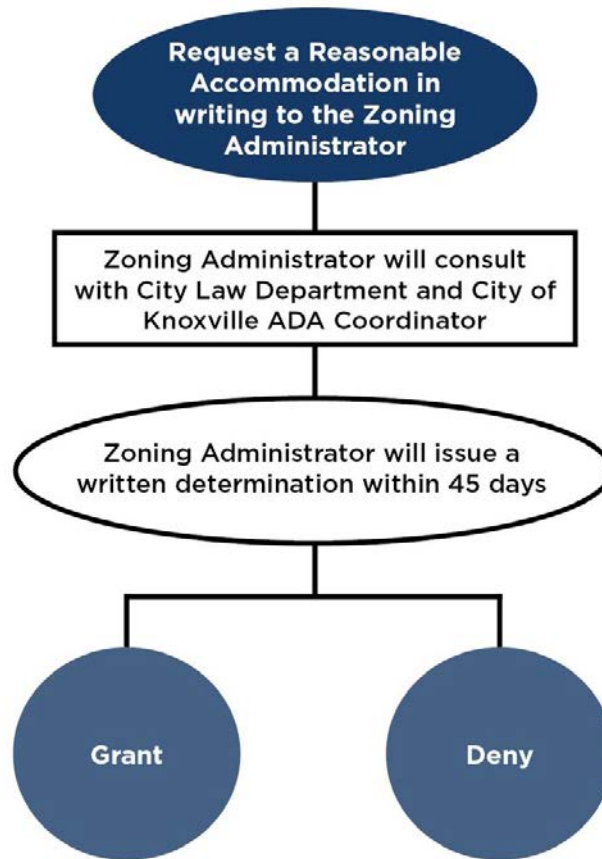 Request a Reasonable
Accommodation in
writing to the Zoning
Administrator
Zoning Administrator will consult
with City Law Department and City of
Knoxville ADA Coordinator
Zoning Administrator will issue a
written determination within 45 days
Grant
Deny